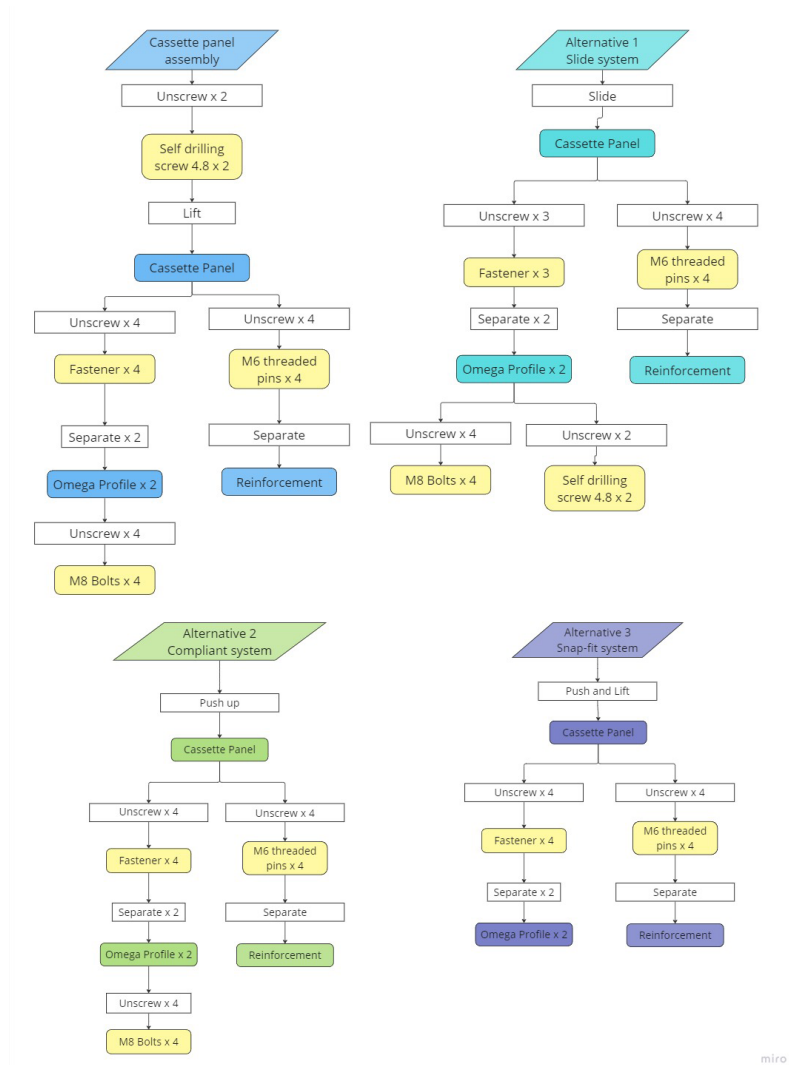 Cassette panel
assembly
Unscrew x 2
Self drilling
screw 4.8 x 2
Lift
Cassette Panel
Unscrew x 4
Fastener x 4
Separate x 2
Omega Profile x 2
Unscrew x 4
M8 Bolts x 4
Unscrew x 4
M6 threaded
pins x 4
Separate
Reinforcement
Alternative 1
Slide system
Slide
Cassette Panel
Unscrew x 3
Fastener x 3
Separate x 2
Omega Profile x 2
Unscrew x 4
M8 Bolts x 4
Unscrew x 2
Self drilling
screw 4.8 x 2
Unscrew x 4
M6 threaded
pins x 4
Separate
Reinforcement
Alternative 2
Compliant system
Push up
Cassette Panel
Unscrew x 4
Fastener x 4
Separate x 2
Omega Profile x 2
Unscrew x 4
M8 Bolts x 4
Unscrew x 4
M6 threaded
pins x 4
Separate
Reinforcement
Alternative 3
Snap-fit system
Push and Lift
Cassette Panel
Unscrew x 4
Fastener x 4
Separate x 2
Omega Profile x 2
Unscrew x 4
M6 threaded
pins x 4
Separate
Reinforcement
miro